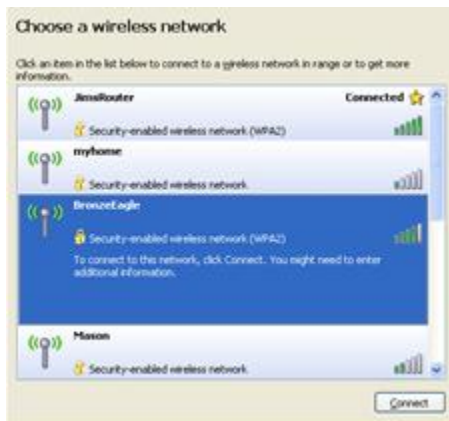 Choose a wireless network
Click an item in the list below to connect to a wireless network in range or to get more
information.
JimsRouter Connected
Security-enabled wireless network (WPA2)
myhome
Security-enabled wireless network
BronzeEagle
Security-enabled wireless network (WPA2)
To connect to this network, click Connect. You might need to enter
additional information.
Mason
Security-enabled wireless network
Connect